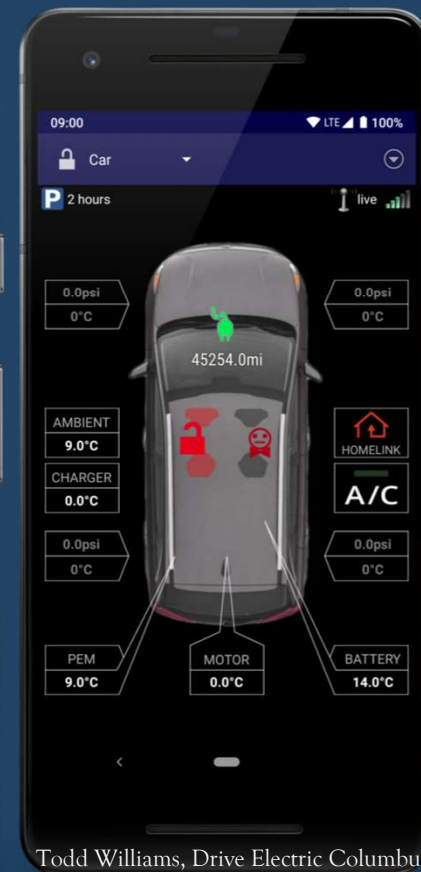 09:00 LTE 100%
Car
P 2 hours live
0.0psi 0.0psi
0°C 0°C
45254.0mi
AMBIENT
9.0°C HOMELINK
CHARGER
0.0°C A/C
0.0psi 0.0psi
0°C 0°C
PEM MOTOR BATTERY
9.0°C 0.0°C 14.0°C
Todd Williams, Drive Electric Columbu